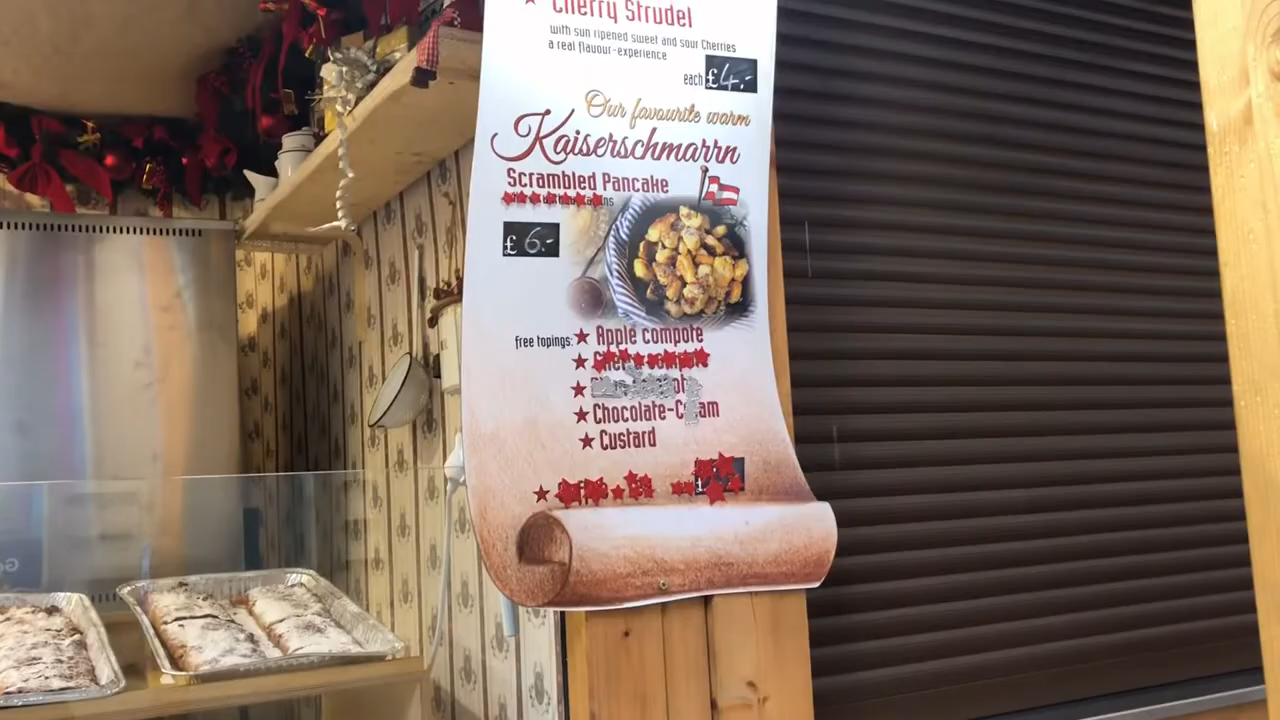 Cherry Strudel
with sun ripened sweet and sour Cherries
a real flavour-experience
each £4.-
Our favourite warm
Kaiserschmarrn
Scrambled Pancake
£ 6.-
free topings: Apple compote
Chocolate-Cream
Custard
£